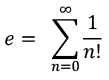 e = ∑_{n=0}^{∞} 1/n!